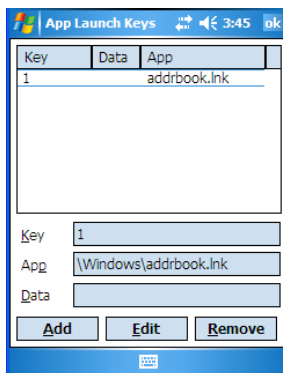 App Launch Keys 3:45 ok
Key Data App
1 addrbook.lnk
Key 1
App \Windows\addrbook.lnk
Data
Add Edit Remove